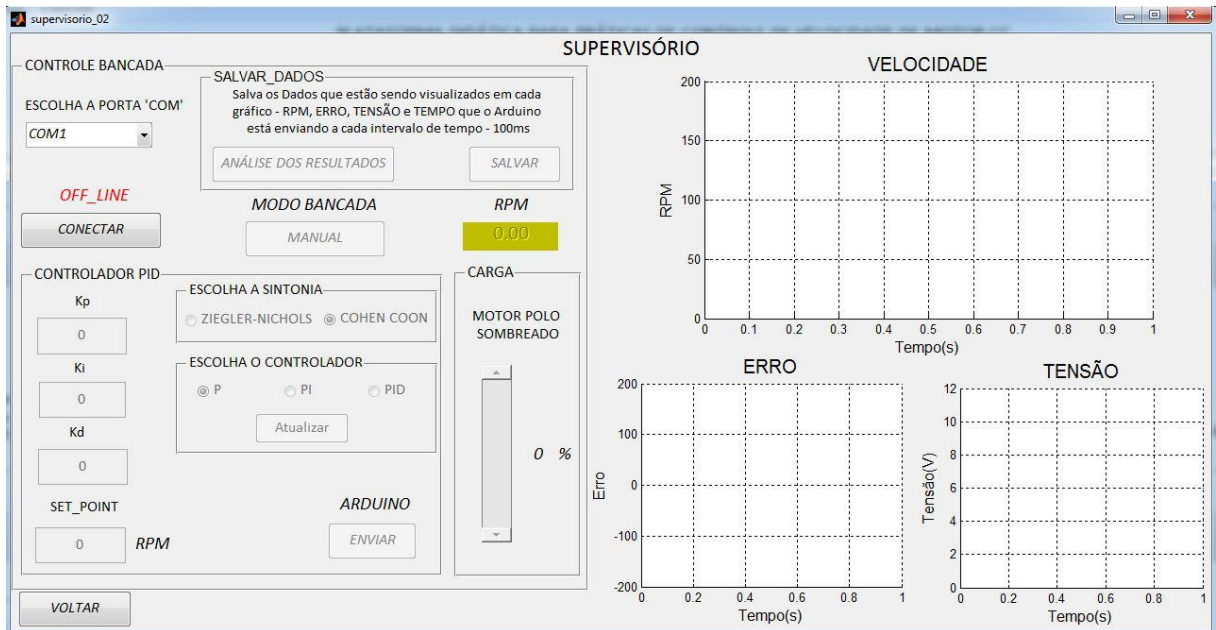 supervisorio_02
SUPERVISÓRIO
CONTROLE BANCADA
ESCOLHA A PORTA 'COM'
COM1
OFF_LINE
CONECTAR
SALVAR_DADOS
Salva os Dados que estão sendo visualizados em cada
gráfico - RPM, ERRO, TENSÃO e TEMPO que o Arduino
está enviando a cada intervalo de tempo - 100ms
ANÁLISE DOS RESULTADOS
SALVAR
MODO BANCADA
MANUAL
RPM
0.00
CONTROLADOR PID
Kp
0
Ki
0
Kd
0
SET_POINT
0 RPM
ESCOLHA A SINTONIA
ZIEGLER-NICHOLS COHEN COON
ESCOLHA O CONTROLADOR
P PI PID
Atualizar
ARDUINO
ENVIAR
CARGA
MOTOR POLO
SOMBREADO
0 %
VOLTAR
VELOCIDADE
RPM
200
150
100
50
0
0 0.1 0.2 0.3 0.4 0.5 0.6 0.7 0.8 0.9 1
Tempo(s)
ERRO
Erro
200
100
0
-100
-200
0 0.2 0.4 0.6 0.8 1
Tempo(s)
TENSÃO
Tensão(V)
12
10
8
6
4
2
0
0 0.2 0.4 0.6 0.8 1
Tempo(s)